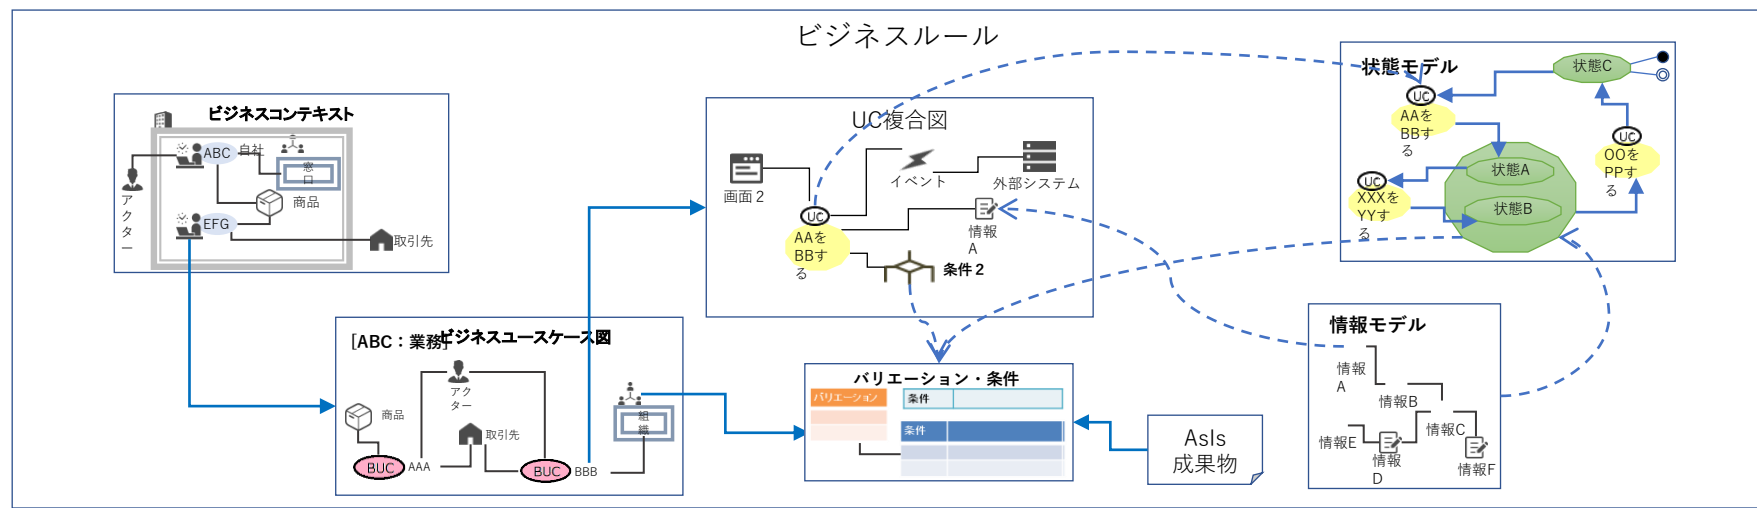 ビジネスルール
ビジネスコンテキスト
ABC
自社
窓
口
ア
ク
タ
ー
商品
EFG
取引先
[ABC：業務]
ビジネスユースケース図
アク
ター
商品
取引先
組
織
BUC
AAA
BUC
BBB
UC複合図
画面２
イベント
外部システム
UC
AAを
BBす
る
情報
A
条件２
バリエーション・条件
バリエーション
条件
条件
AsIs
成果物
状態モデル
状態C
UC
AAを
BBす
る
UC
OOを
PPす
る
状態A
UC
XXXを
YYす
る
状態B
情報モデル
情報
A
情報B
情報C
情報E
情報
D
情報F